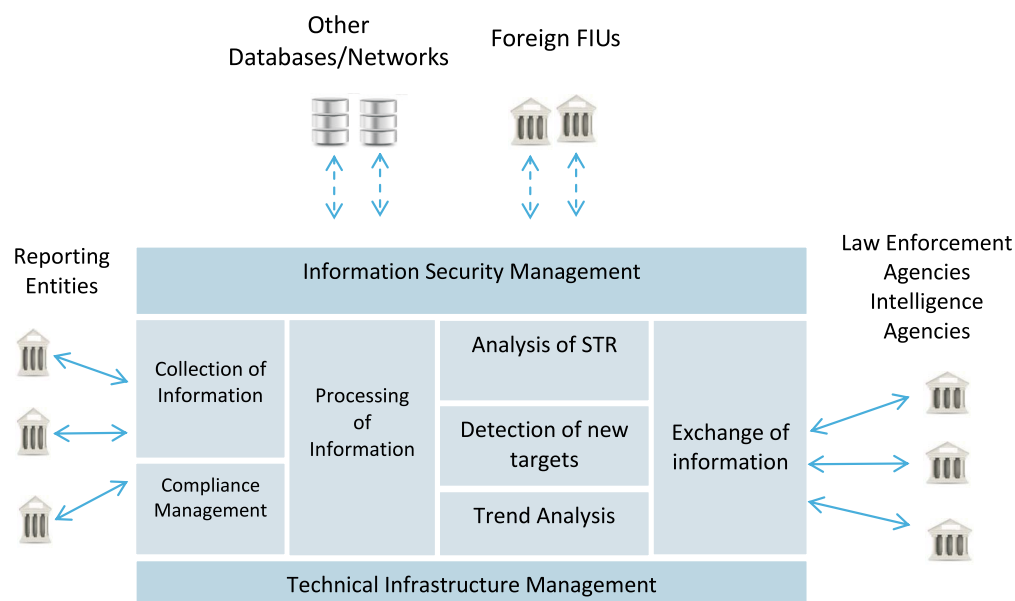 Other
Databases/Networks
Foreign FIUs
Reporting
Entities
Law Enforcement
Agencies
Intelligence
Agencies
Information Security Management
Collection of
Information
Compliance
Management
Processing
of
Information
Analysis of STR
Detection of new
targets
Trend Analysis
Exchange of
information
Technical Infrastructure Management